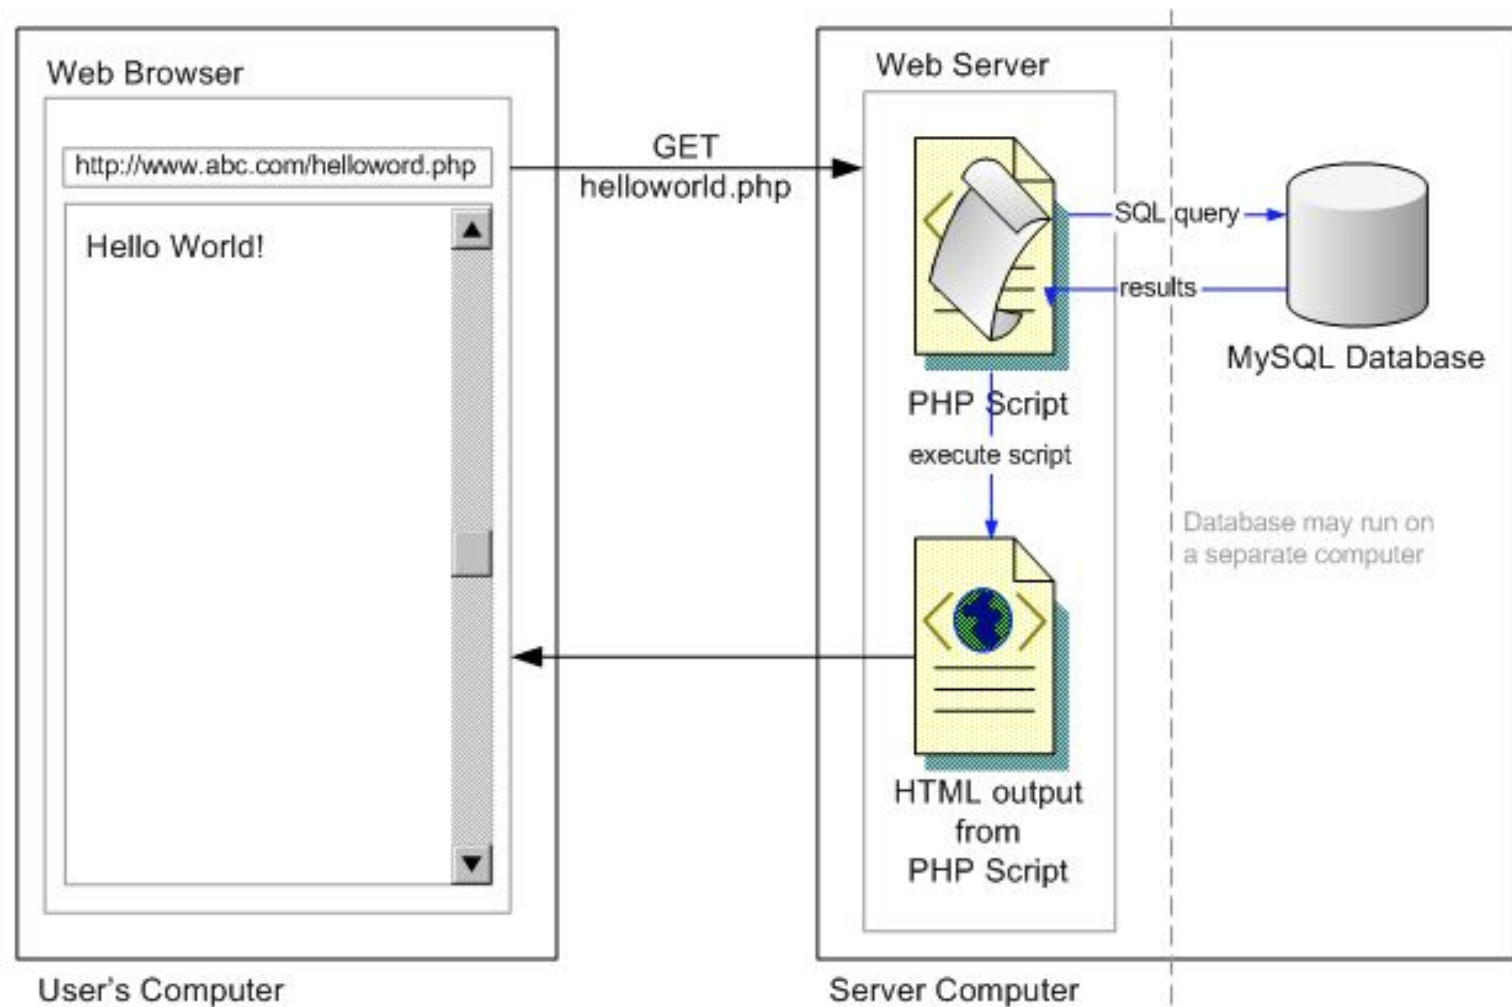 Web Browser
http://www.abc.com/helloword.php
Hello World!
User's Computer
GET
helloworld.php
Web Server
PHP Script
execute script
HTML output
from
PHP Script
SQL query
results
MySQL Database
Database may run on
a separate computer
Server Computer